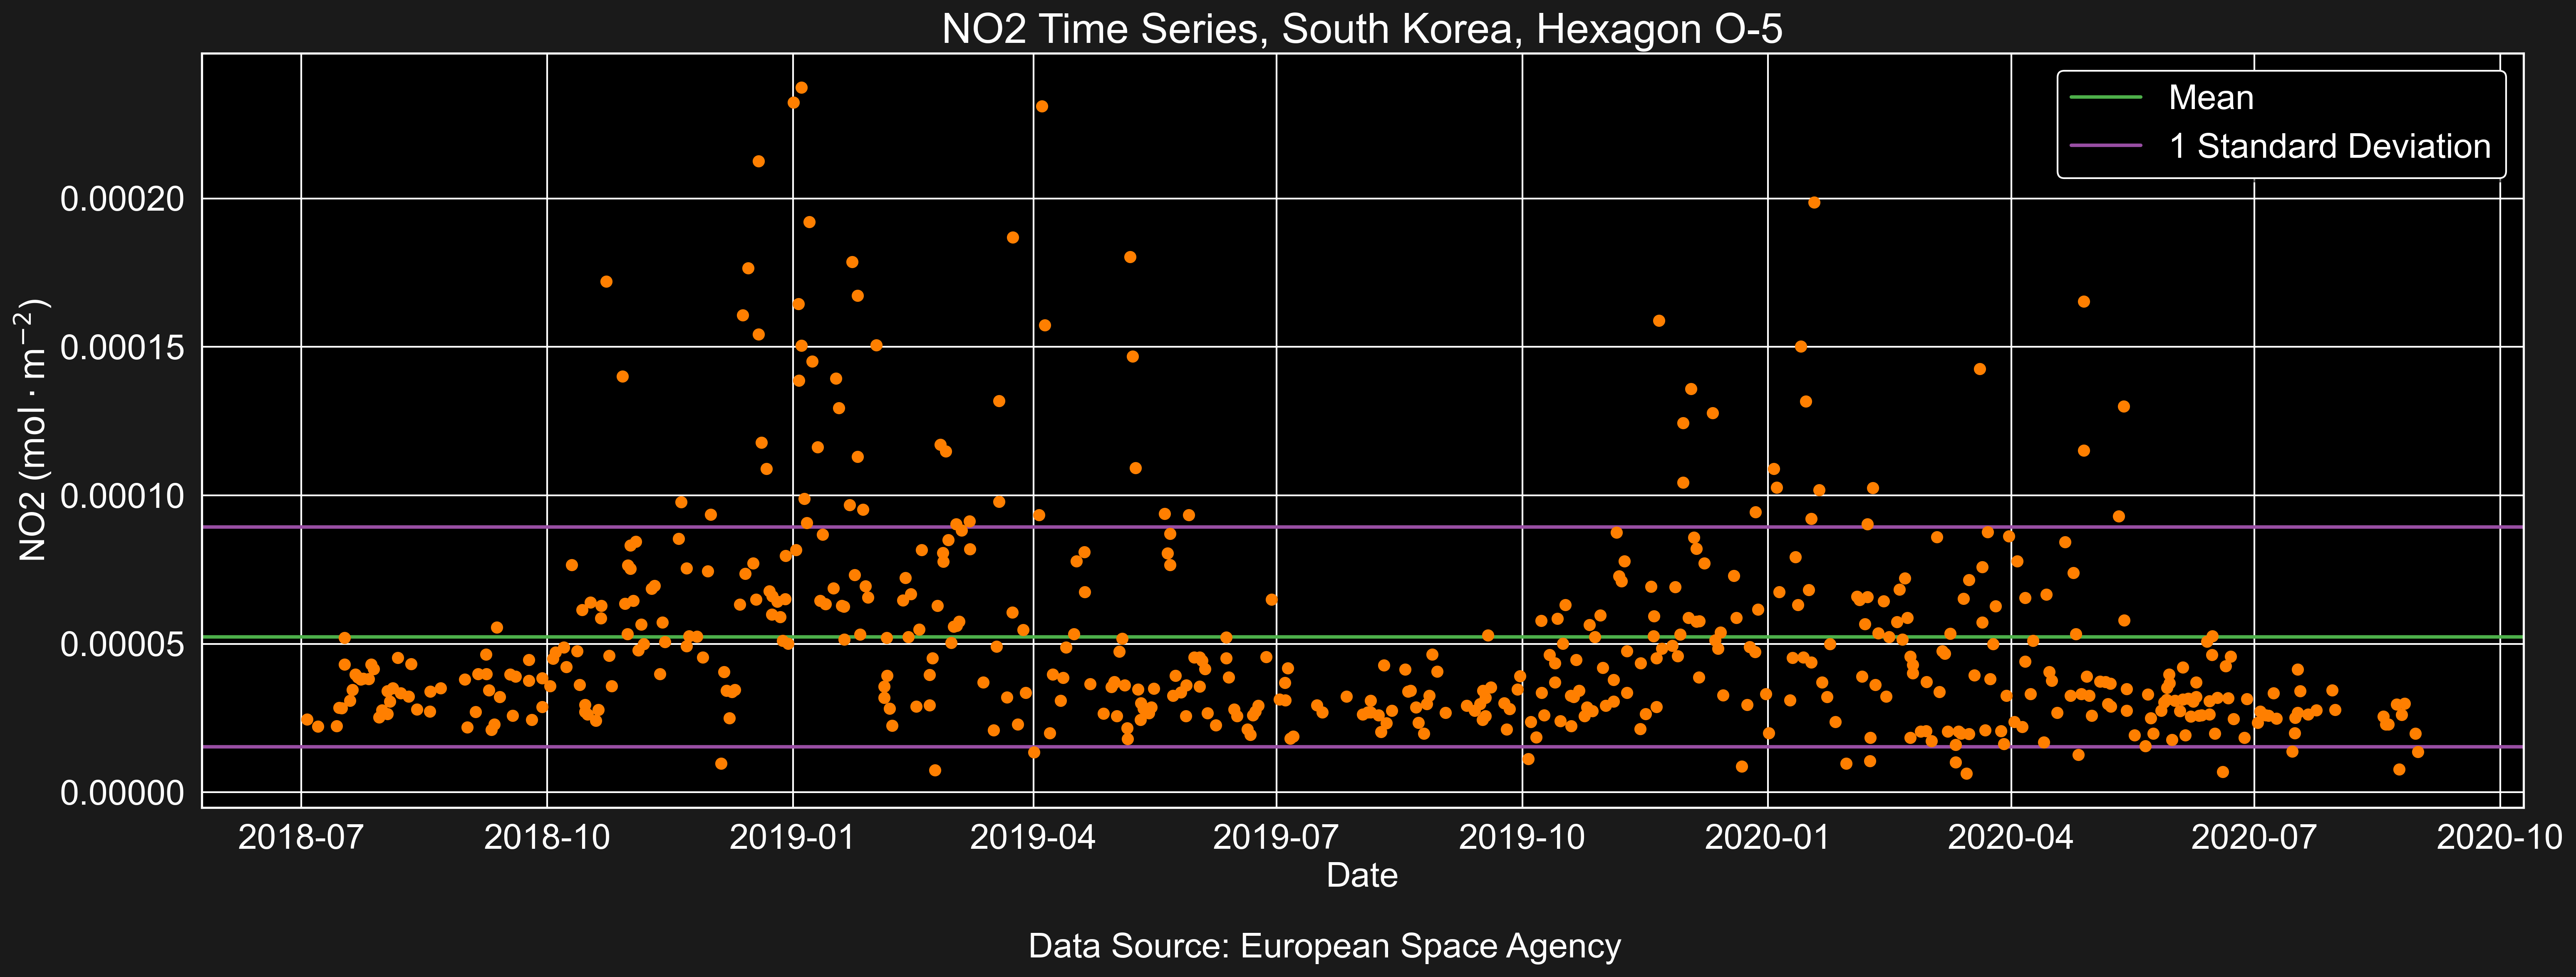 NO2 Time Series, South Korea, Hexagon O-5
Mean
1 Standard Deviation
NO2 (mol · m⁻²)
0.00020
0.00015
0.00010
0.00005
0.00000
2018-07 2018-10 2019-01 2019-04 2019-07 2019-10 2020-01 2020-04 2020-07 2020-10
Date
Data Source: European Space Agency